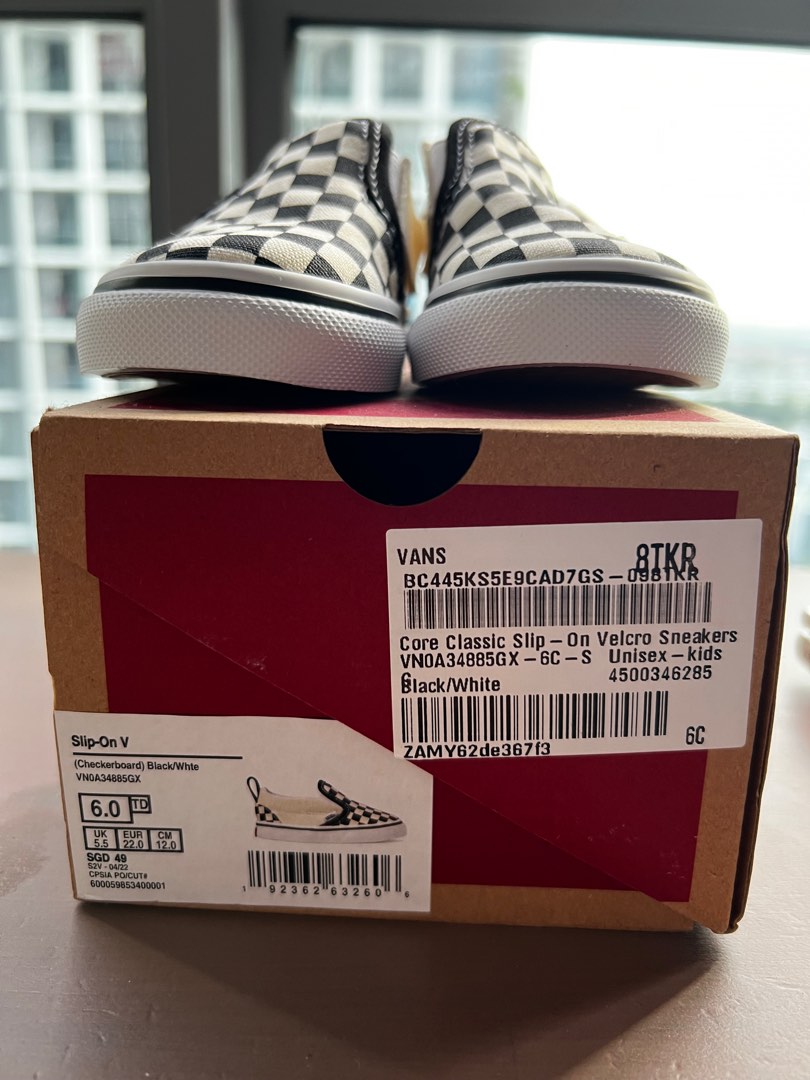 VANS
8TKR
BC445KS5E9CAD7GS-098TKR
Core Classic Slip-On Velcro Sneakers
VN0A34885GX-6C-S Unisex-kids
6 4500346285
Black/White
6C
ZAMY62de367f3
Slip-On V
(Checkerboard) Black/Whte
VN0A34885GX
6.0 TD
UK EUR CM
5.5 22.0 12.0
SGD 49
S2V - 04/22
CPSIA PO/CUT#
600059853400001
1 92362 63260 6